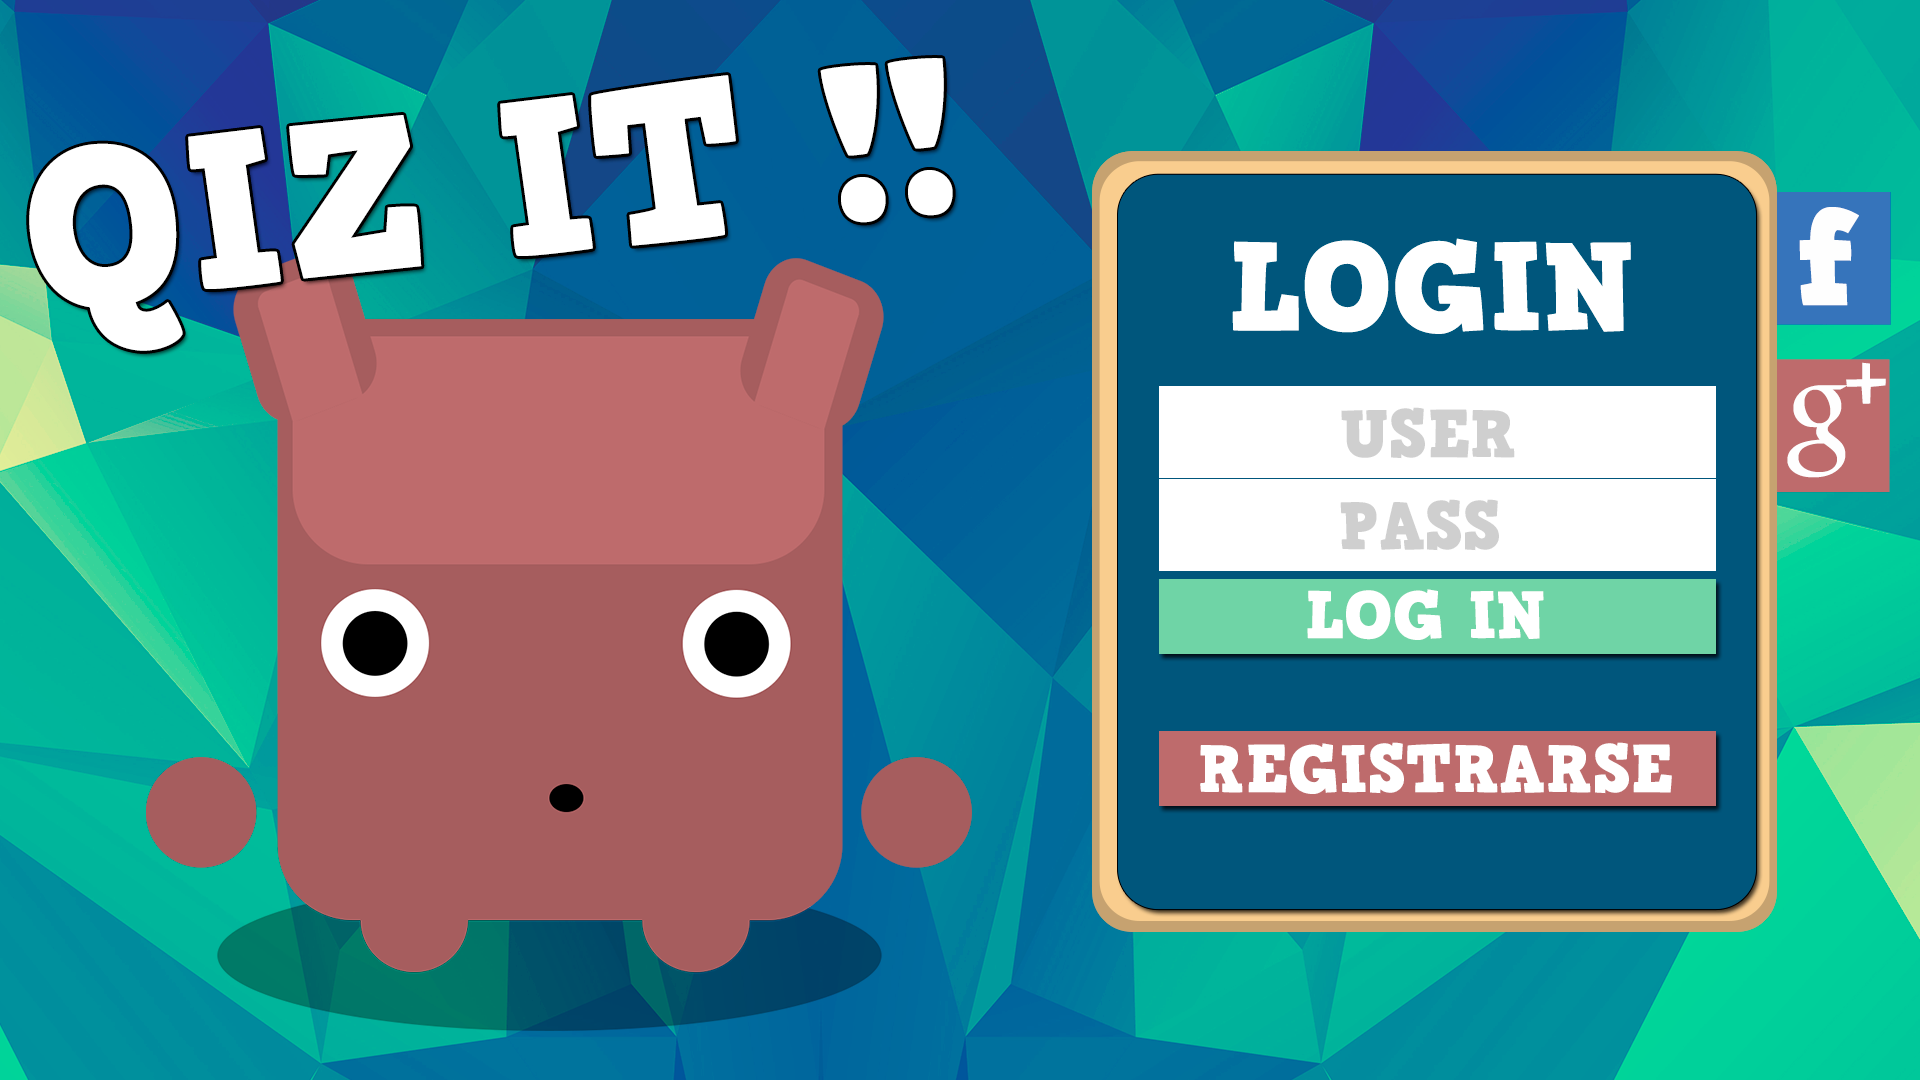 QIZ IT !!
LOGIN
USER
PASS
LOG IN
REGISTRARSE
f
g+